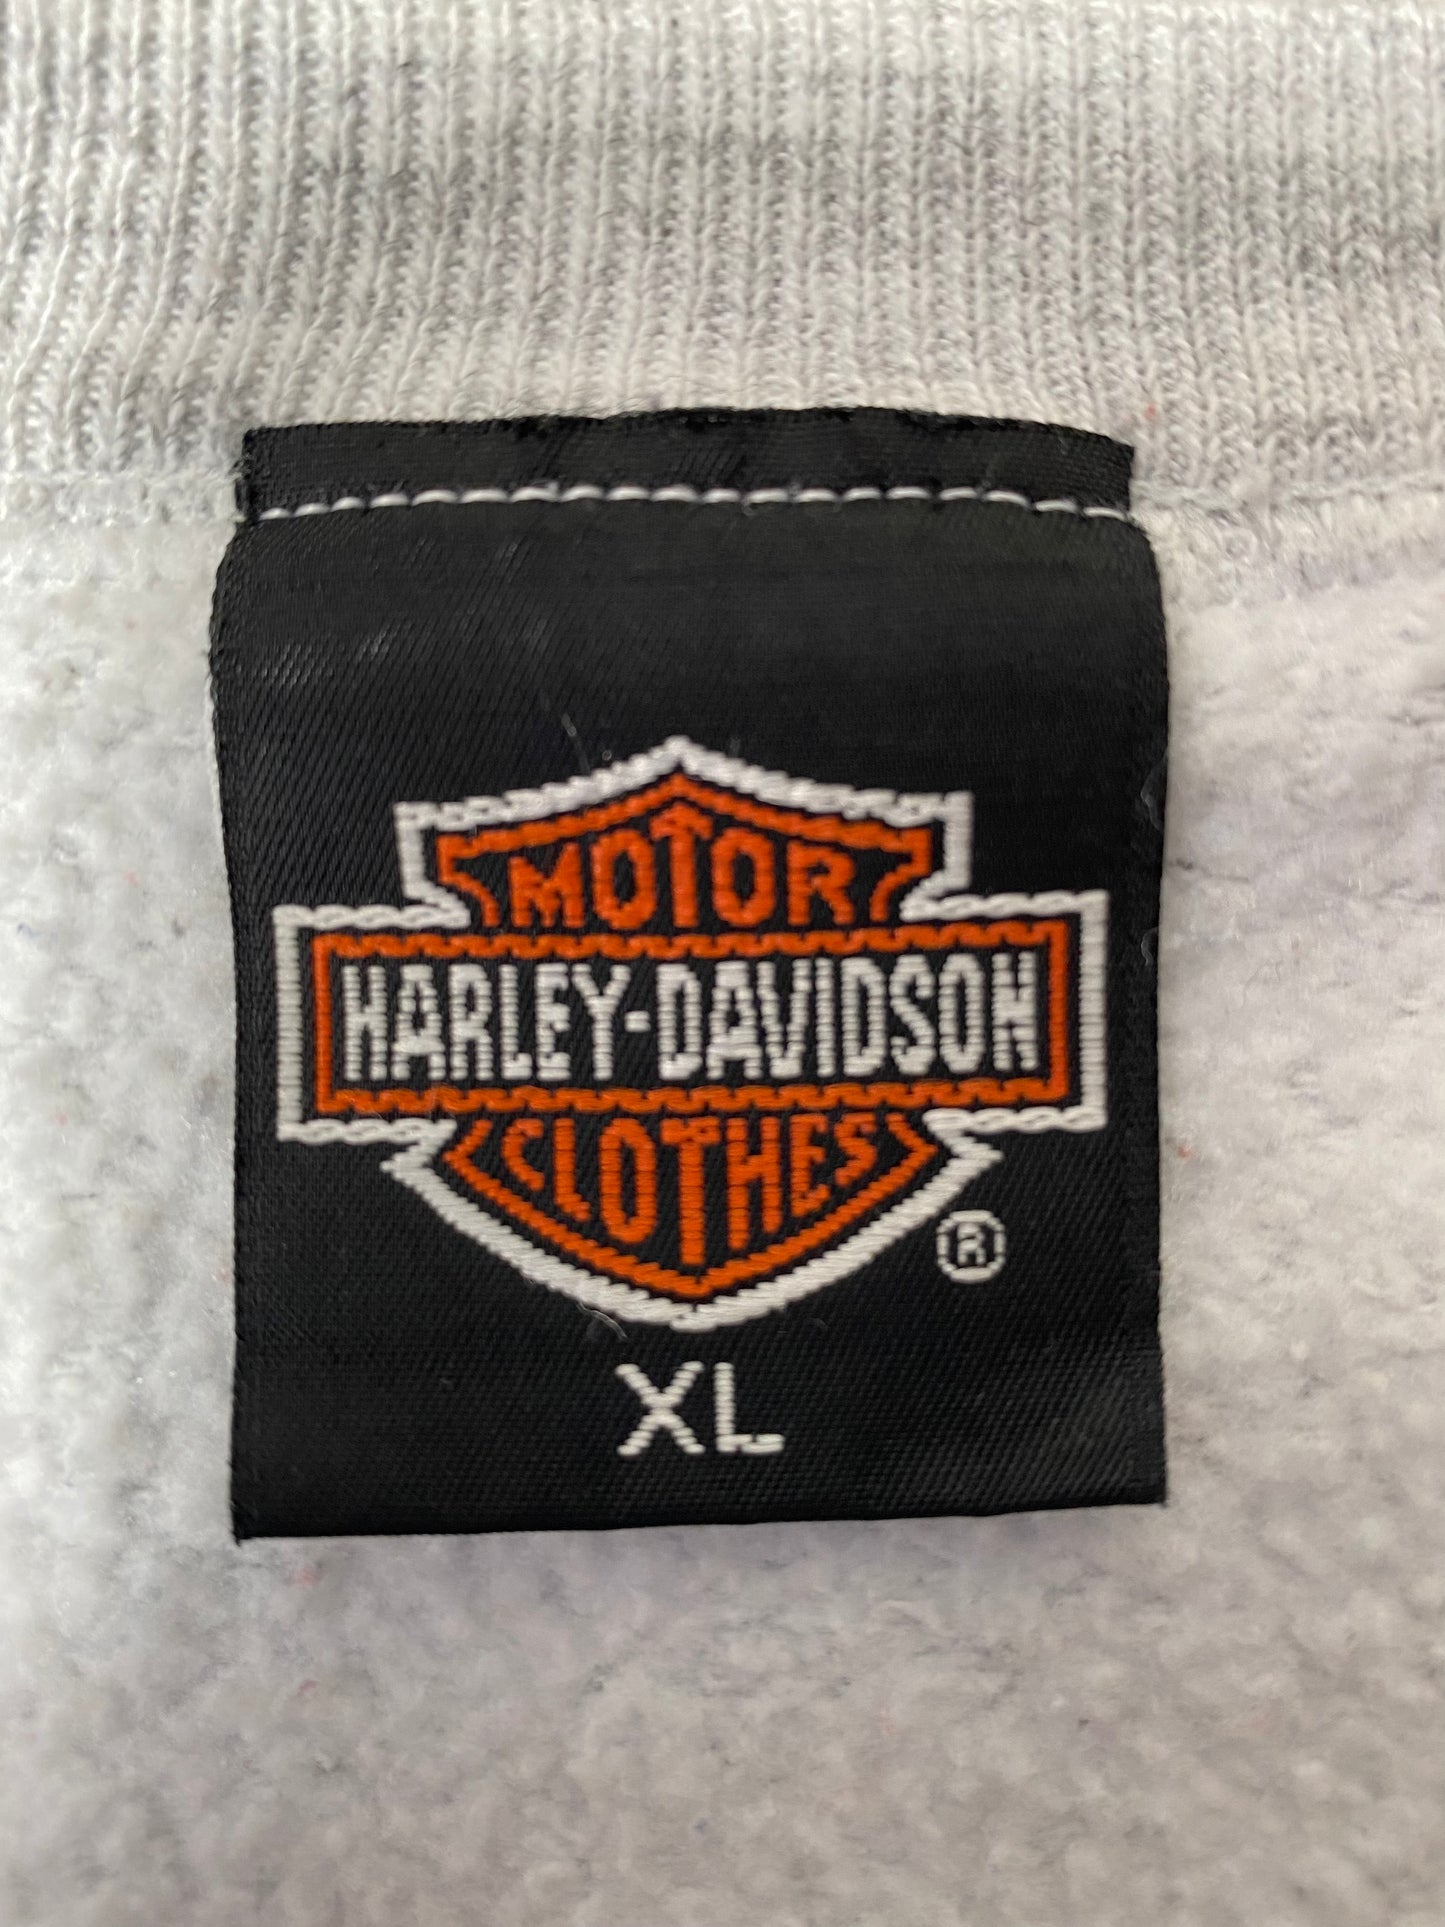 MOTOR
HARLEY-DAVIDSON
CLOTHES
®
XL